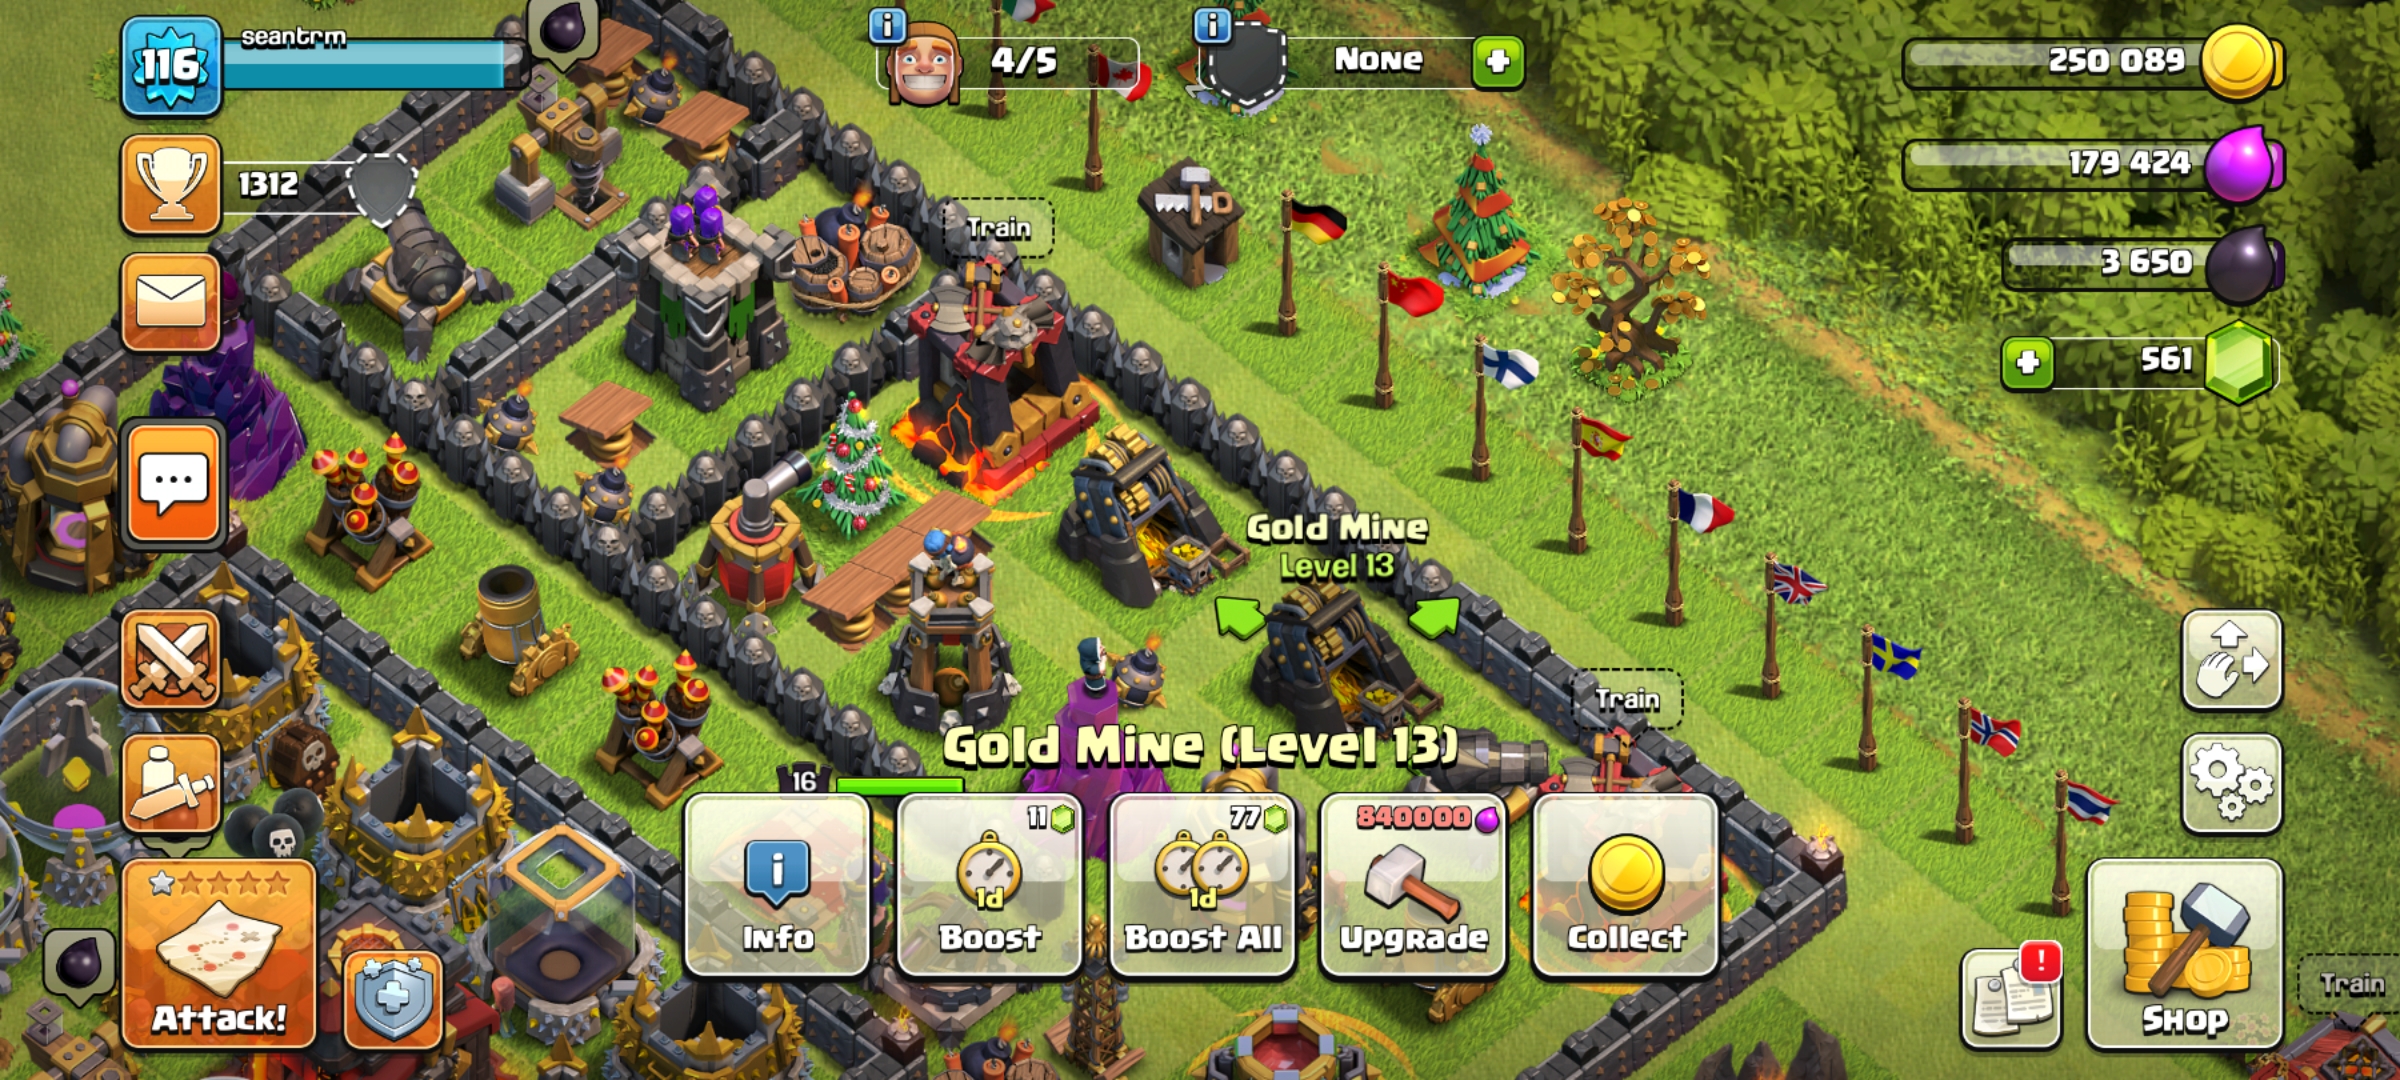 116
seantrm
4/5
None
250 089
1312
179 424
3 650
561
Train
Gold Mine
Level 13
Train
Gold Mine (Level 13)
16
11
77
840000
1d
1d
Info
Boost
Boost All
Upgrade
Collect
Attack!
Shop
Train